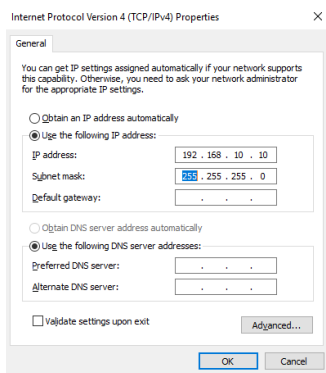 Internet Protocol Version 4 (TCP/IPv4) Properties
General
You can get IP settings assigned automatically if your network supports
this capability. Otherwise, you need to ask your network administrator
for the appropriate IP settings.
Obtain an IP address automatically
Use the following IP address:
IP address: 192 . 168 . 10 . 10
Subnet mask: 255 . 255 . 255 . 0
Default gateway: . . .
Obtain DNS server address automatically
Use the following DNS server addresses:
Preferred DNS server: . . .
Alternate DNS server: . . .
Validate settings upon exit
Advanced...
OK Cancel